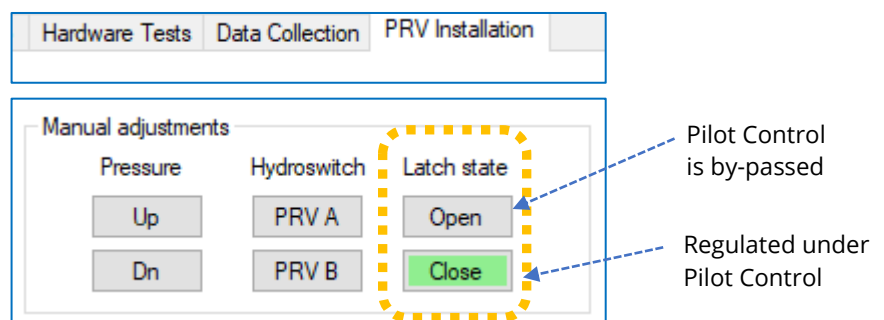 Hardware Tests Data Collection PRV Installation
Manual adjustments
Pressure Hydroswitch Latch state
Up PRV A Open
Dn PRV B Close
Pilot Control
is by-passed
Regulated under
Pilot Control